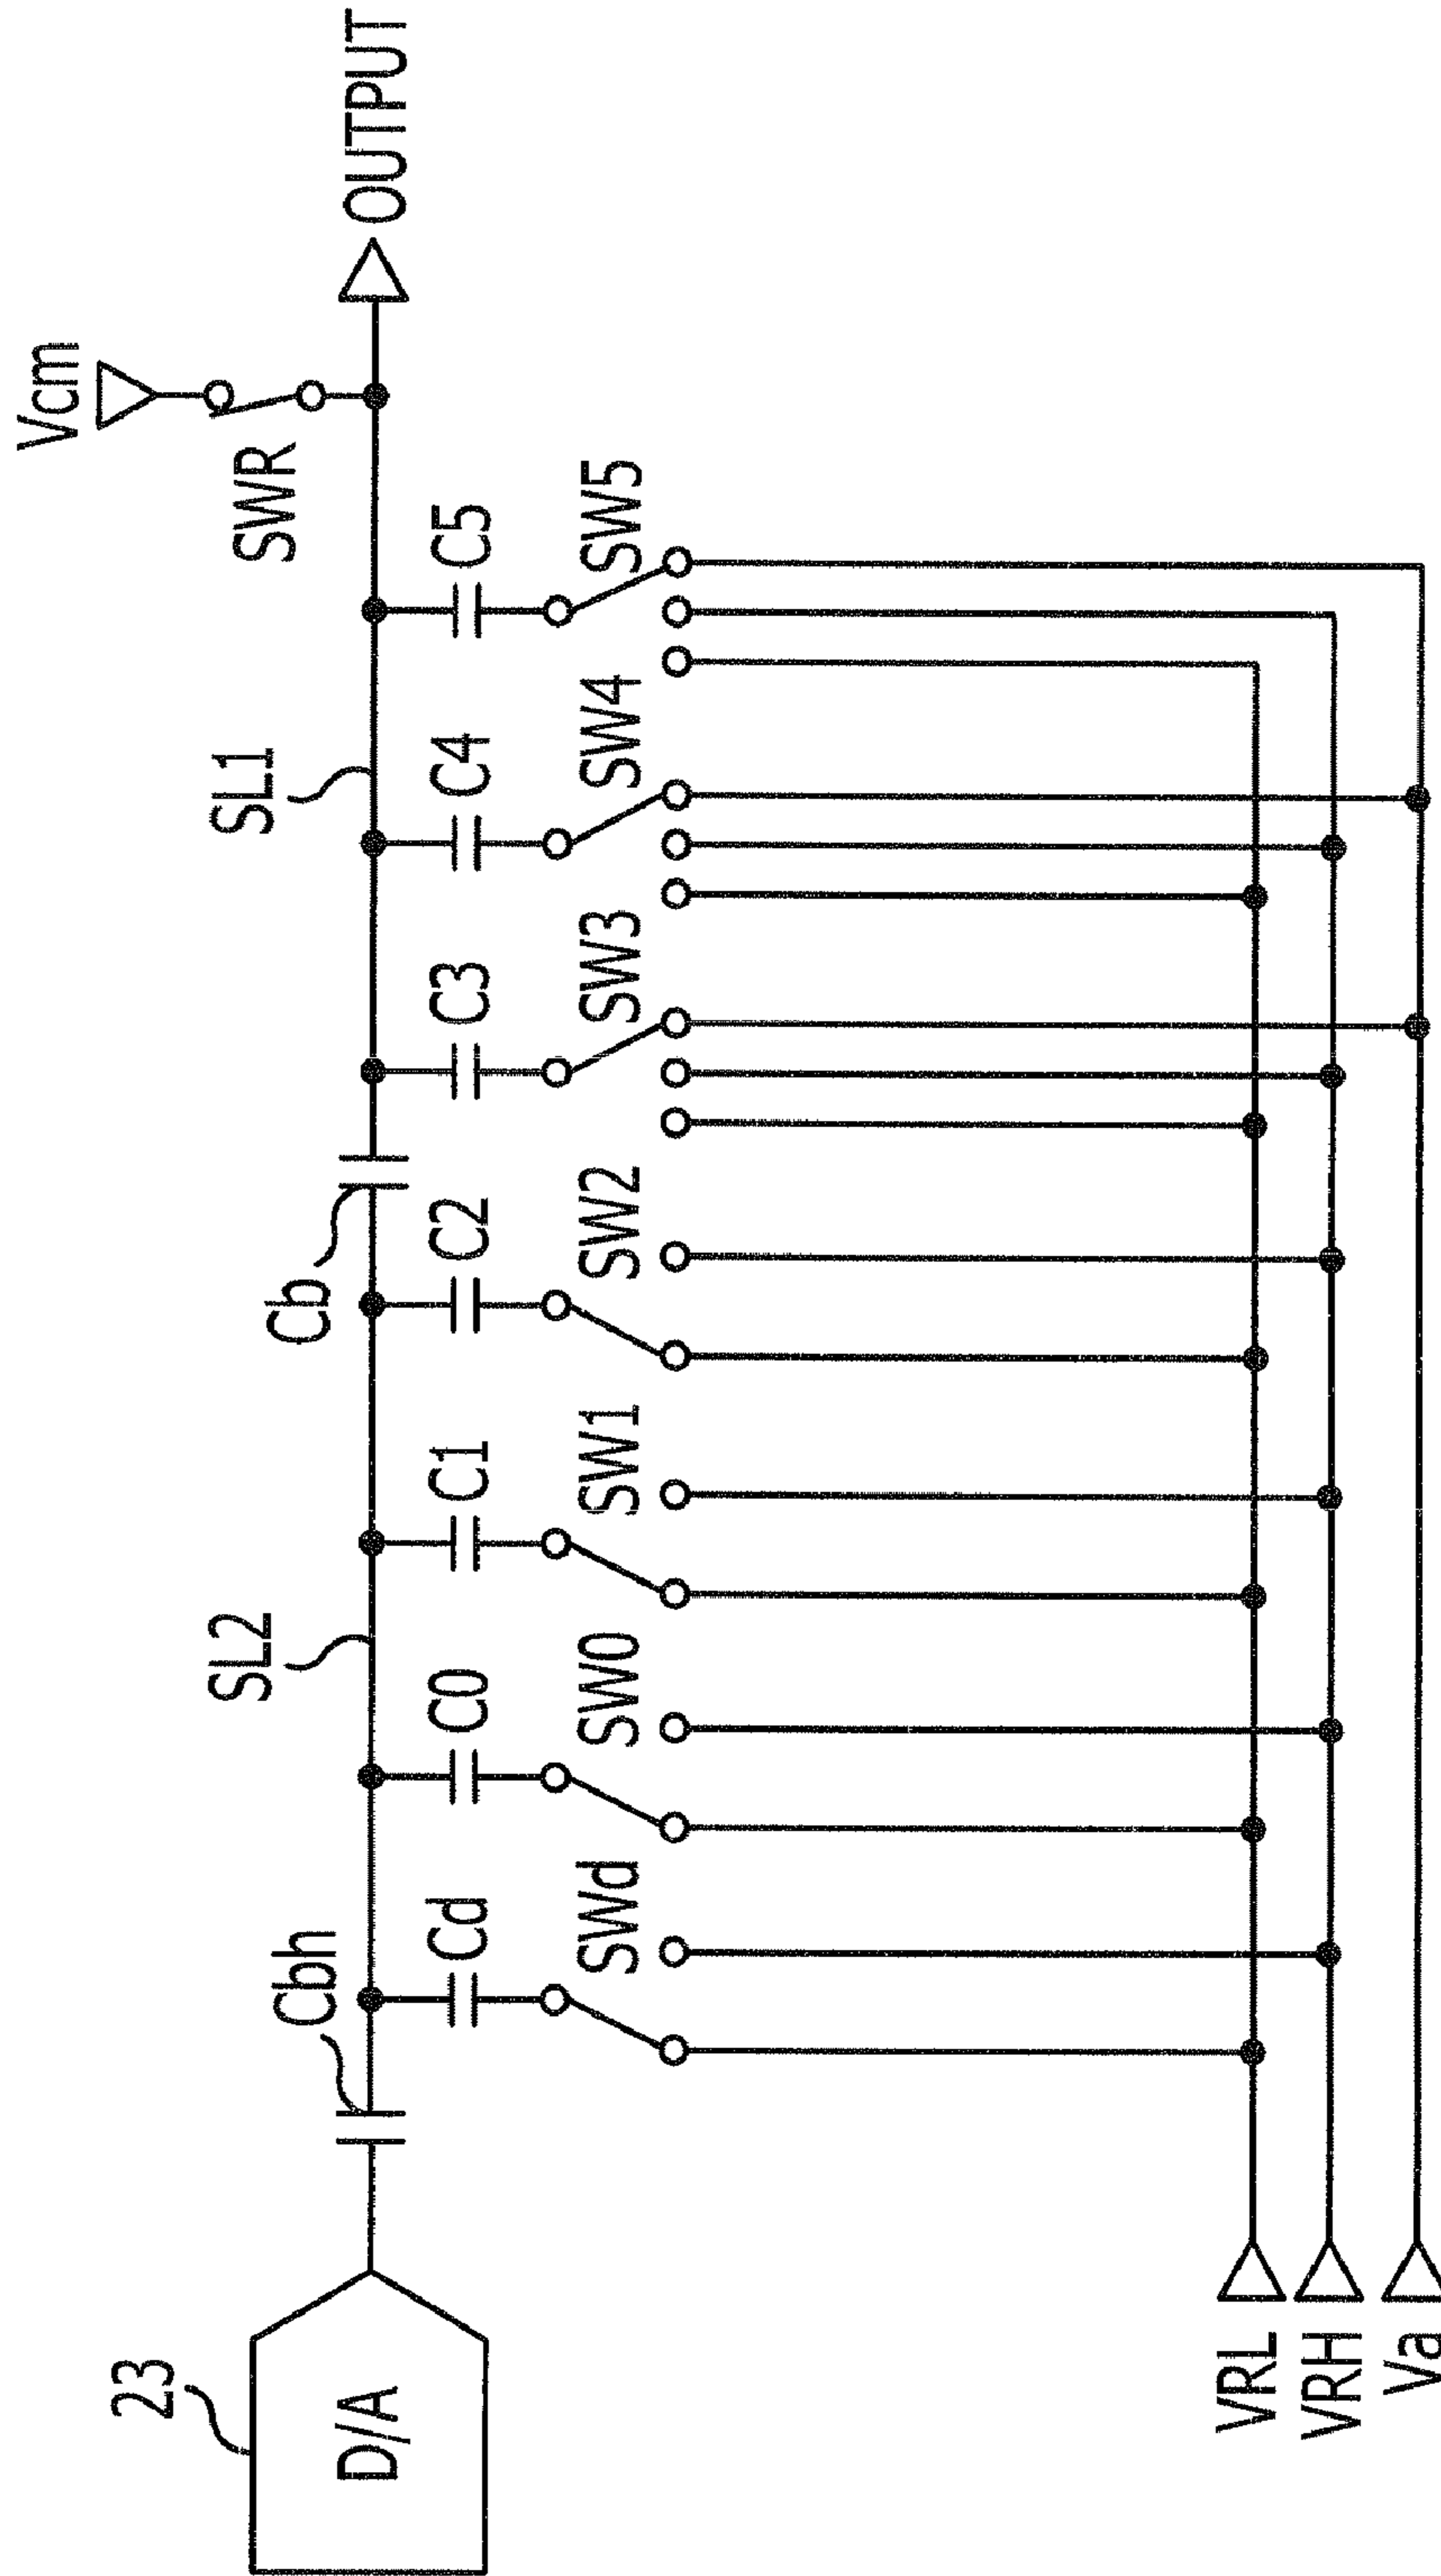 Vcm
SWR
OUTPUT
SL1
C5
SW5
C4
SW4
C3
SW3
Cb
C2
SW2
C1
SW1
SL2
C0
SW0
Cbh
Cd
SWd
23
D/A
VRL
VRH
Va